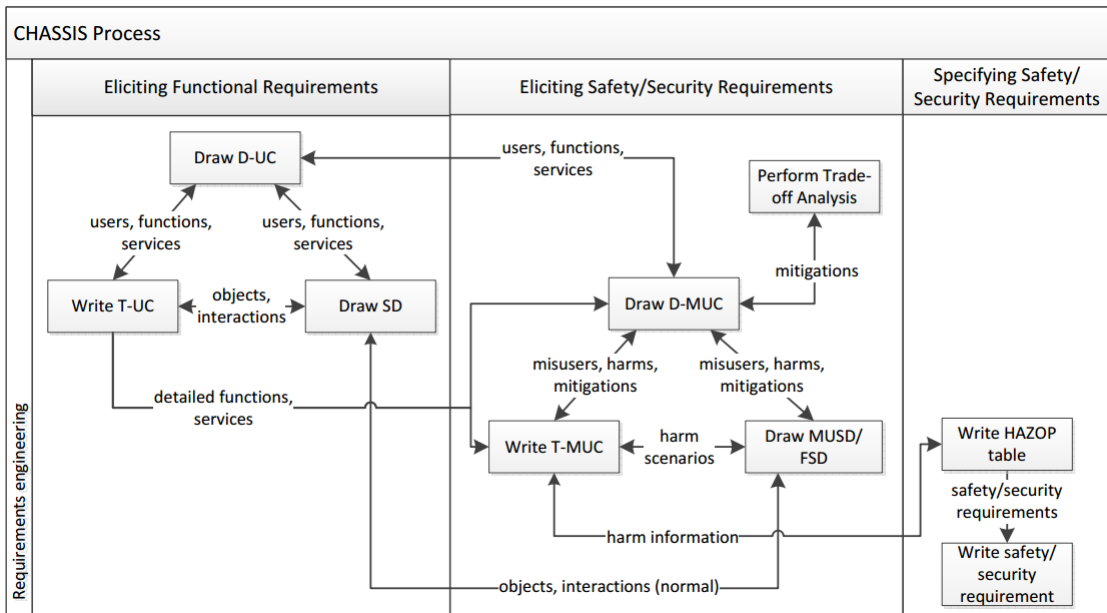 CHASSIS Process
Eliciting Functional Requirements
Eliciting Safety/Security Requirements
Specifying Safety/
Security Requirements
Requirements engineering
Draw D-UC
users, functions,
services
users, functions,
services
Write T-UC
objects,
interactions
Draw SD
detailed functions,
services
users, functions,
services
Perform Trade-
off Analysis
mitigations
Draw D-MUC
misusers, harms,
mitigations
misusers, harms,
mitigations
Write T-MUC
harm
scenarios
Draw MUSD/
FSD
harm information
objects, interactions (normal)
Write HAZOP
table
safety/security
requirements
Write safety/
security
requirement